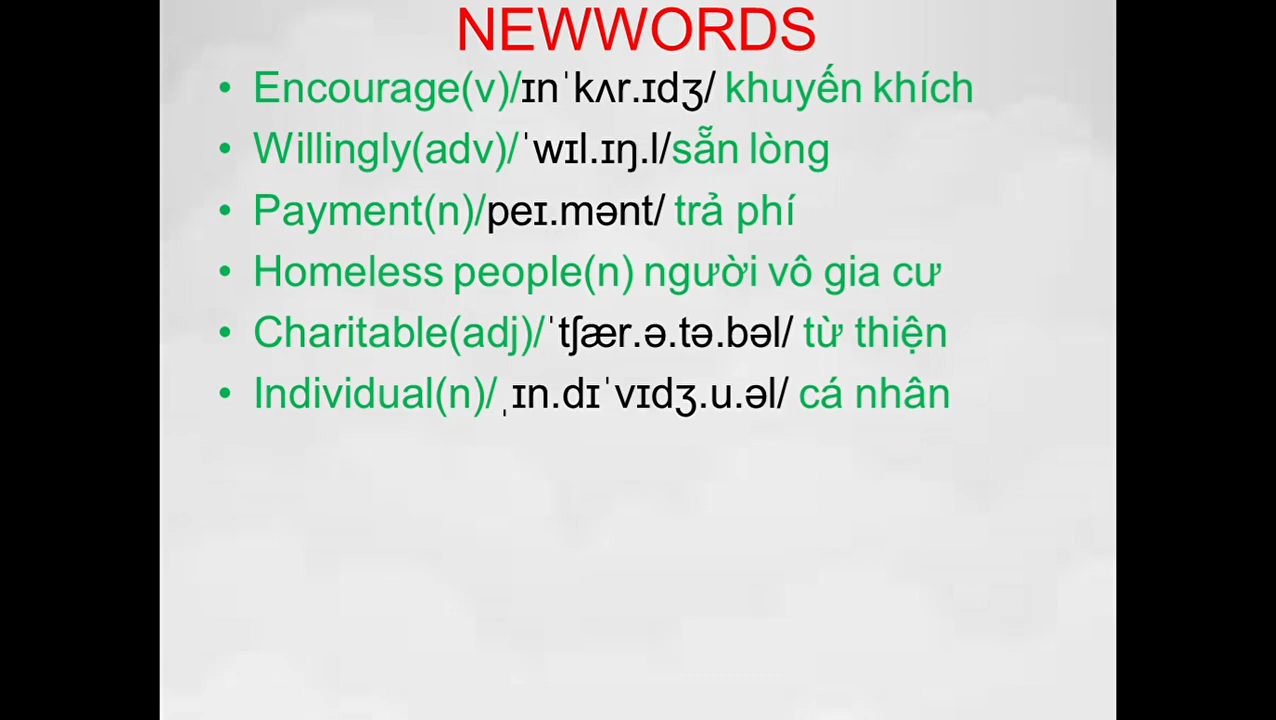 NEWWORDS
• Encourage(v)/ɪnˈkʌr.ɪdʒ/ khuyến khích
• Willingly(adv)/ˈwɪl.ɪŋ.l/sẵn lòng
• Payment(n)/peɪ.mənt/ trả phí
• Homeless people(n) người vô gia cư
• Charitable(adj)/ˈtʃær.ə.tə.bəl/ từ thiện
• Individual(n)/ˌɪn.dɪˈvɪdʒ.u.əl/ cá nhân